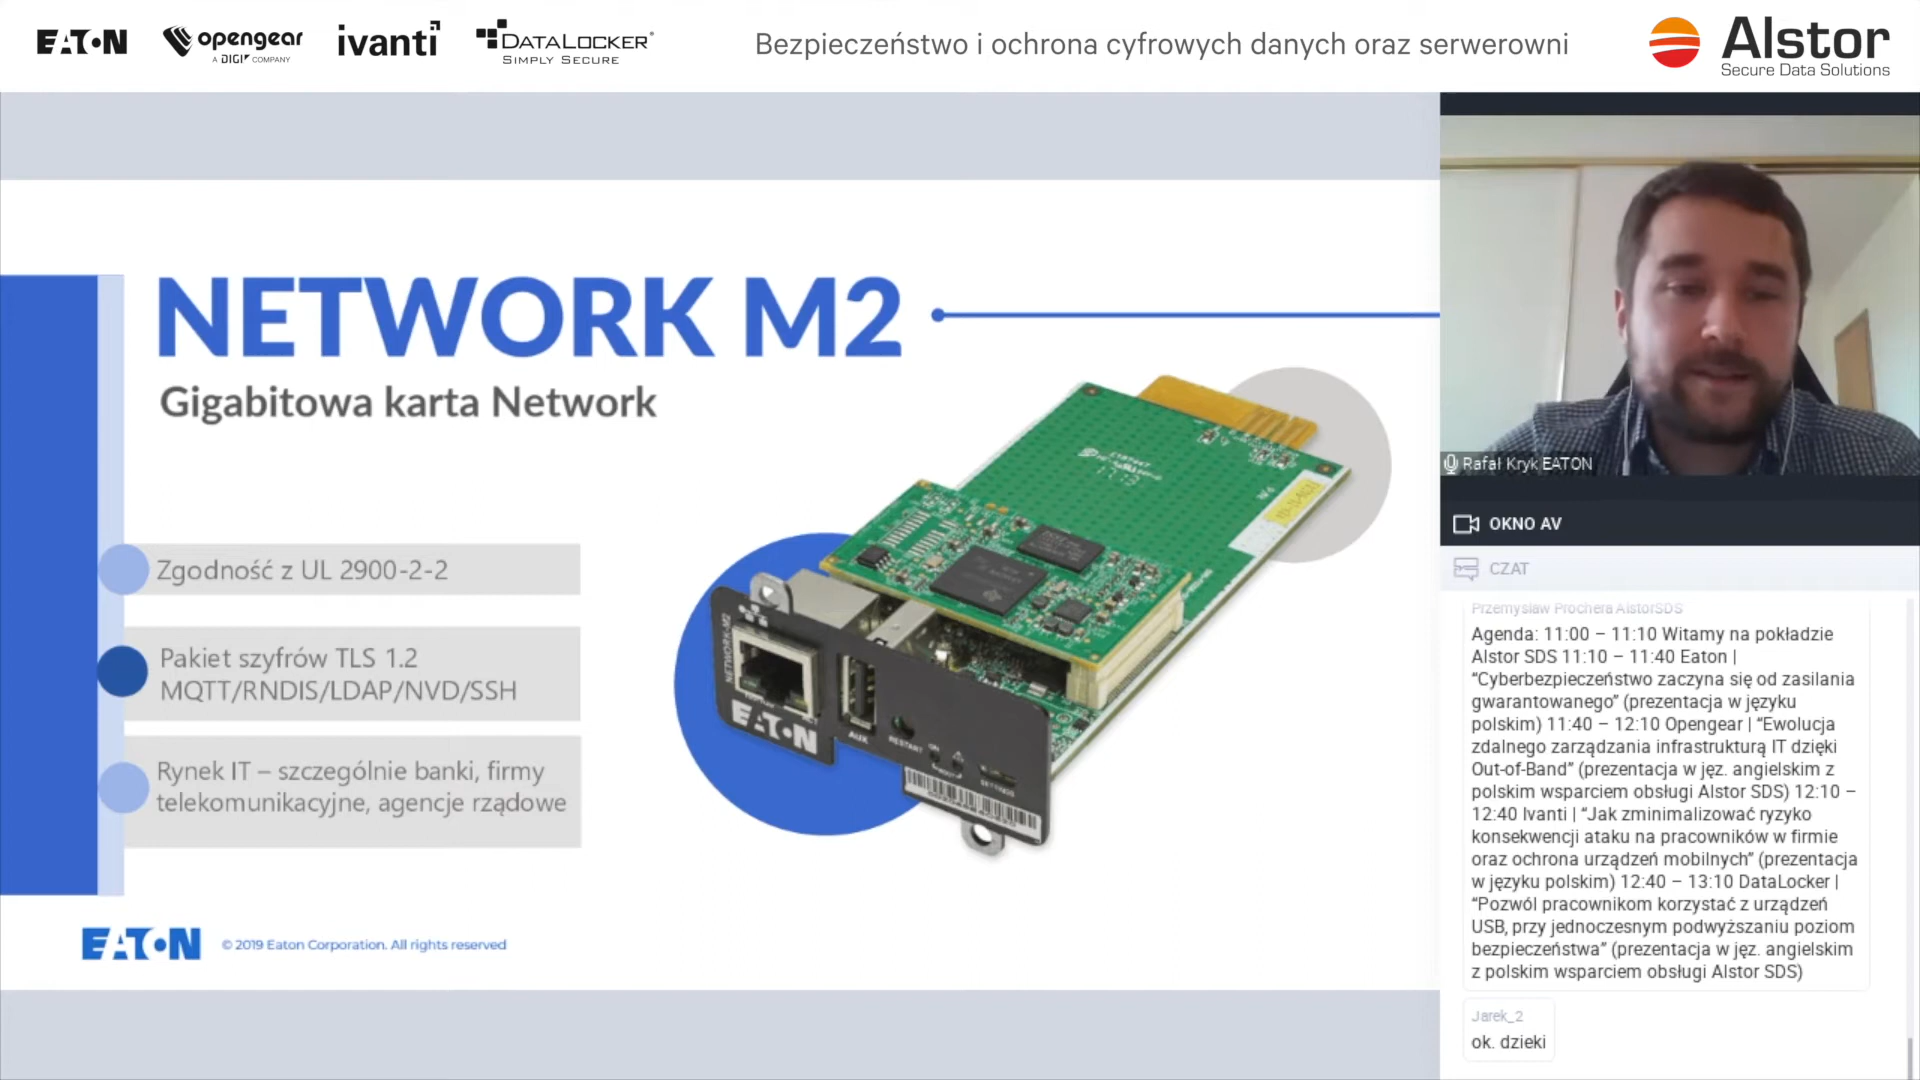 EATON
opengear
A DIGI COMPANY
ivanti
DATALOCKER
SIMPLY SECURE
Bezpieczeństwo i ochrona cyfrowych danych oraz serwerowni
Alstor
Secure Data Solutions
NETWORK M2
Gigabitowa karta Network
Zgodność z UL 2900-2-2
Pakiet szyfrów TLS 1.2
MQTT/RNDIS/LDAP/NVD/SSH
Rynek IT – szczególnie banki, firmy
telekomunikacyjne, agencje rządowe
NETWORK-M2
EATON
AUX
RESTART
SETTINGS
EATON
© 2019 Eaton Corporation. All rights reserved
Rafał Kryk EATON
OKNO AV
CZAT
Przemysław Prochera AlstorSDS
Agenda: 11:00 – 11:10 Witamy na pokładzie
Alstor SDS 11:10 – 11:40 Eaton |
“Cyberbezpieczeństwo zaczyna się od zasilania
gwarantowanego” (prezentacja w języku
polskim) 11:40 – 12:10 Opengear | “Ewolucja
zdalnego zarządzania infrastrukturą IT dzięki
Out-of-Band” (prezentacja w jęz. angielskim z
polskim wsparciem obsługi Alstor SDS) 12:10 –
12:40 Ivanti | “Jak zminimalizować ryzyko
konsekwencji ataku na pracowników w firmie
oraz ochrona urządzeń mobilnych” (prezentacja
w języku polskim) 12:40 – 13:10 DataLocker |
“Pozwól pracownikom korzystać z urządzeń
USB, przy jednoczesnym podwyższaniu poziom
bezpieczeństwa” (prezentacja w jęz. angielskim
z polskim wsparciem obsługi Alstor SDS)
Jarek_2
ok. dzieki